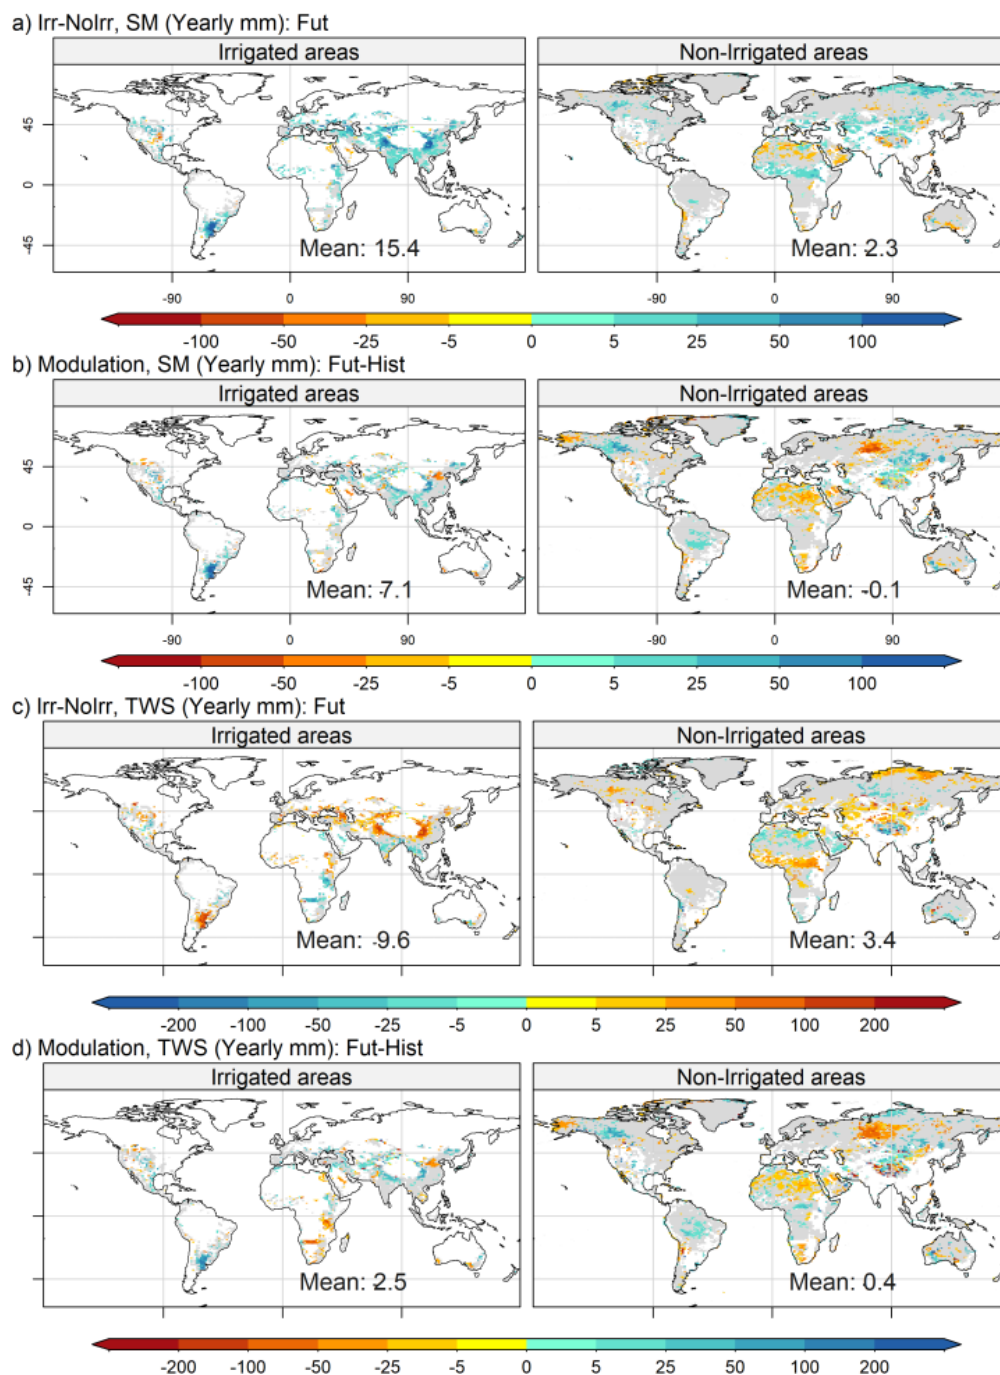 a) Irr-NoIrr, SM (Yearly mm): Fut
Irrigated areas Non-Irrigated areas
45
0
-45
Mean: 15.4 Mean: 2.3
-90 0 90 -90 0 90
-100 -50 -25 -5 0 5 25 50 100
b) Modulation, SM (Yearly mm): Fut-Hist
Irrigated areas Non-Irrigated areas
45
0
-45
Mean: 7.1 Mean: -0.1
-90 0 90 -90 0 90
-100 -50 -25 -5 0 5 25 50 100
c) Irr-NoIrr, TWS (Yearly mm): Fut
Irrigated areas Non-Irrigated areas
Mean: -9.6 Mean: 3.4
-200 -100 -50 -25 -5 0 5 25 50 100 200
d) Modulation, TWS (Yearly mm): Fut-Hist
Irrigated areas Non-Irrigated areas
Mean: 2.5 Mean: 0.4
-200 -100 -50 -25 -5 0 5 25 50 100 200